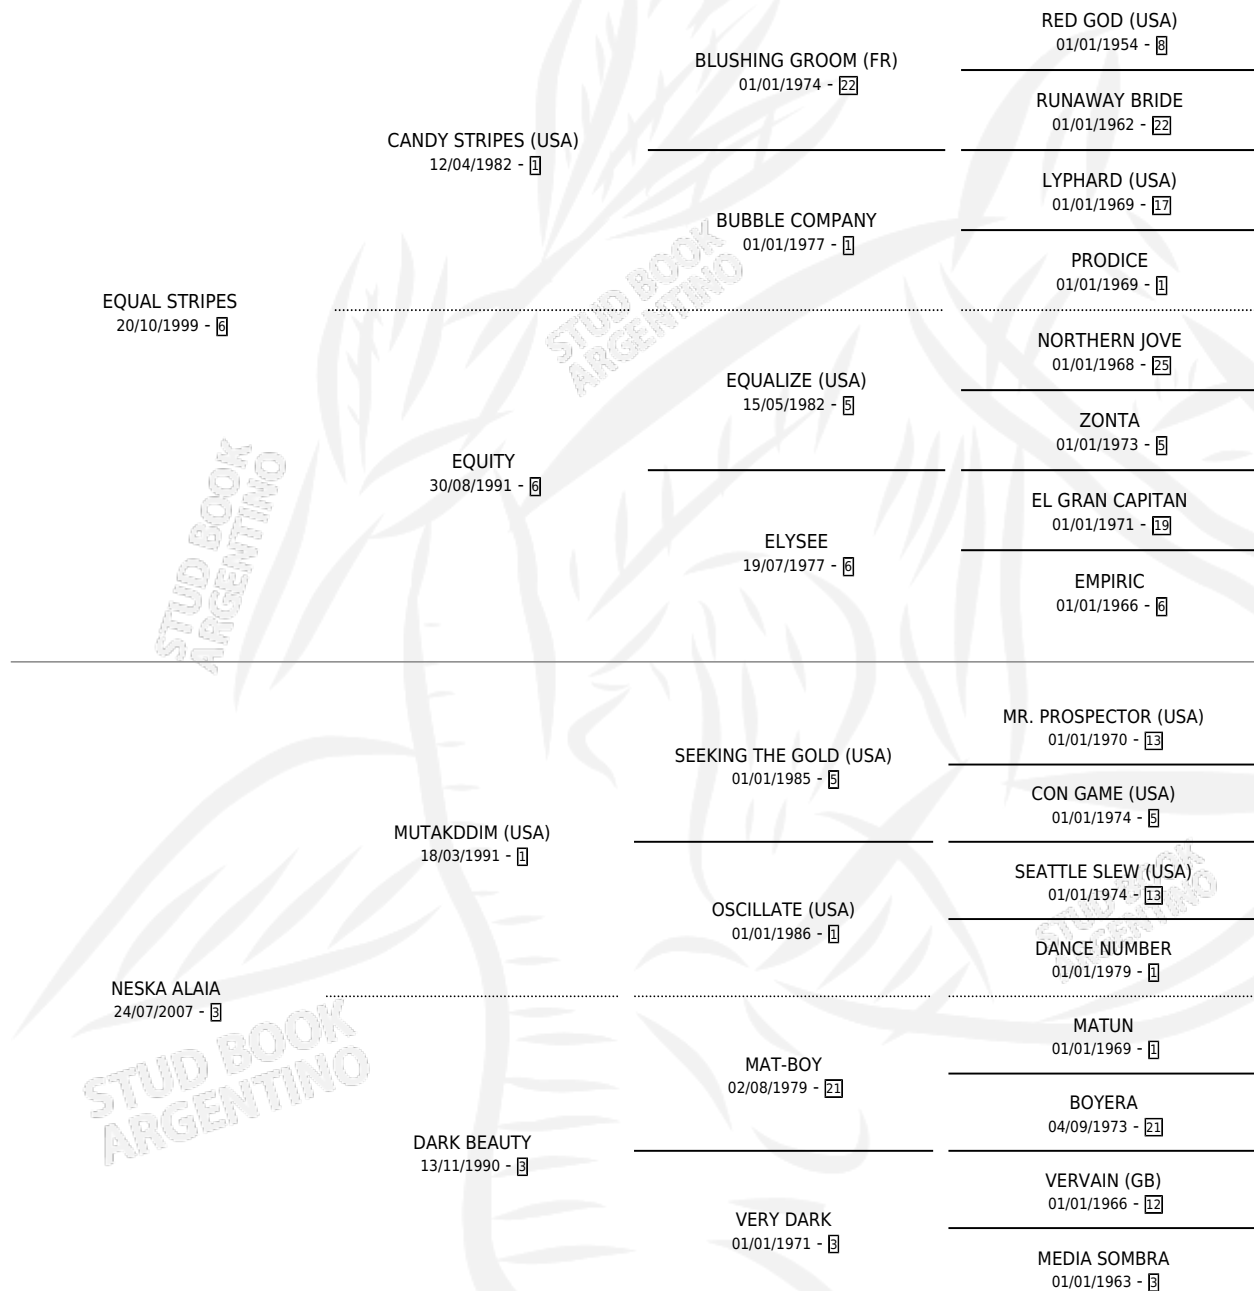 RED GOD (USA)
01/01/1954 - 8
BLUSHING GROOM (FR)
01/01/1974 - 22
RUNAWAY BRIDE
01/01/1962 - 22
CANDY STRIPES (USA)
12/04/1982 - 1
LYPHARD (USA)
01/01/1969 - 17
BUBBLE COMPANY
01/01/1977 - 1
PRODICE
01/01/1969 - 1
EQUAL STRIPES
20/10/1999 - 6
STUD BOOK
ARGENTINO
NORTHERN JOVE
01/01/1968 - 25
EQUALIZE (USA)
15/05/1982 - 5
ZONTA
01/01/1973 - 5
EQUITY
30/08/1991 - 6
EL GRAN CAPITAN
01/01/1971 - 19
ELYSEE
19/07/1977 - 6
EMPIRIC
01/01/1966 - 6
STUD BOOK
ARGENTINO
MR. PROSPECTOR (USA)
01/01/1970 - 13
SEEKING THE GOLD (USA)
01/01/1985 - 5
CON GAME (USA)
01/01/1974 - 5
MUTAKDDIM (USA)
18/03/1991 - 1
SEATTLE SLEW (USA)
01/01/1974 - 13
OSCILLATE (USA)
01/01/1986 - 1
STUD BOOK
ARGENTINO
DANCE NUMBER
01/01/1979 - 1
NESKA ALAIA
24/07/2007 - 3
STUD BOOK
ARGENTINO
MATUN
01/01/1969 - 1
MAT-BOY
02/08/1979 - 21
BOYERA
04/09/1973 - 21
DARK BEAUTY
13/11/1990 - 3
VERVAIN (GB)
01/01/1966 - 12
VERY DARK
01/01/1971 - 3
MEDIA SOMBRA
01/01/1963 - 3